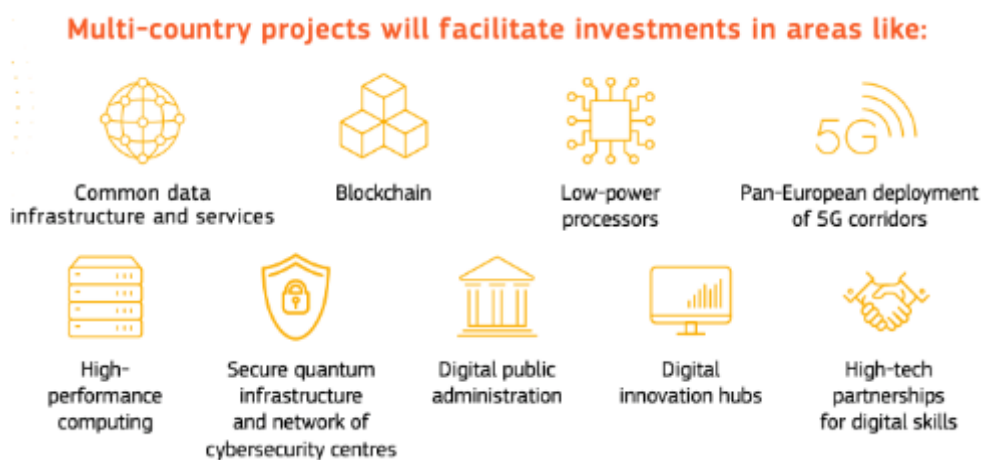 Multi-country projects will facilitate investments in areas like:
5G
Common data
infrastructure and services
Blockchain
Low-power
processors
Pan-European deployment
of 5G corridors
High-
performance
computing
Secure quantum
infrastructure
and network of
cybersecurity centres
Digital public
administration
Digital
innovation hubs
High-tech
partnerships
for digital skills